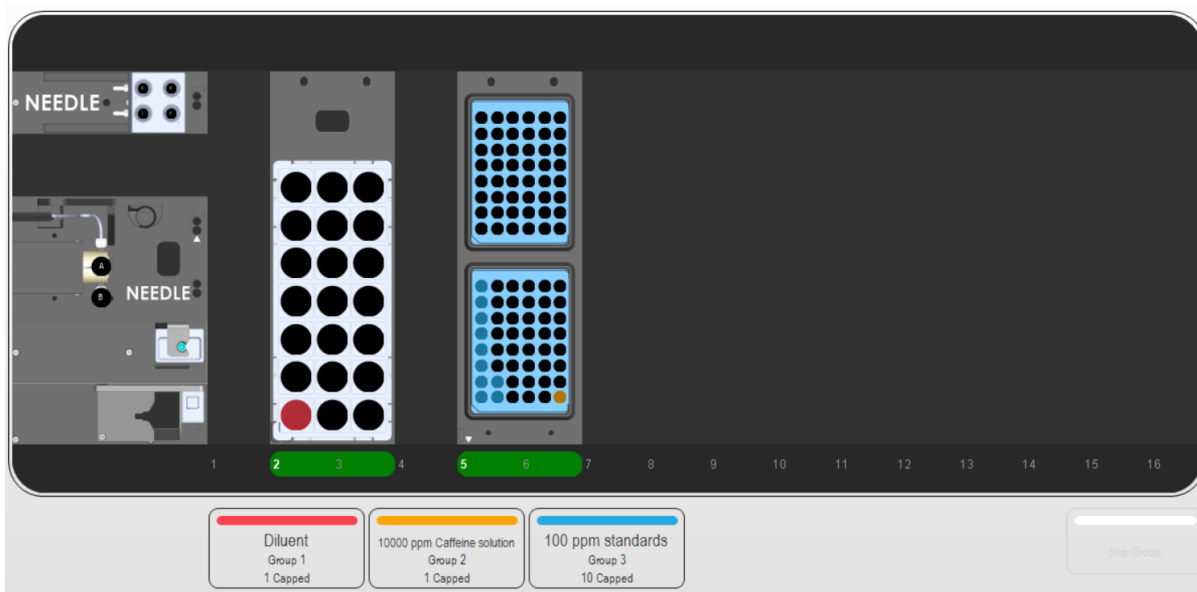 NEEDLE
A
B
NEEDLE
1 2 3 4 5 6 7 8 9 10 11 12 13 14 15 16
Diluent
Group 1
1 Capped
10000 ppm Caffeine solution
Group 2
1 Capped
100 ppm standards
Group 3
10 Capped
Skip Group